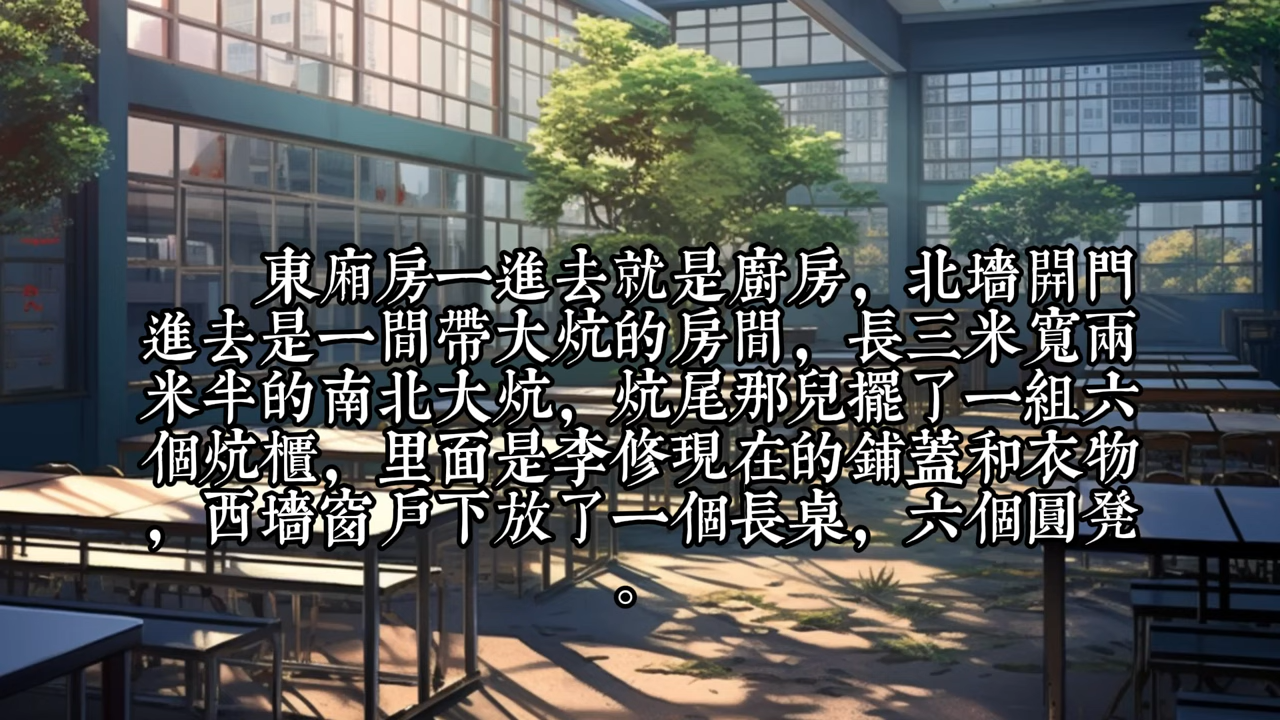 東廂房一進去就是廚房，北墻開門
進去是一間帶大炕的房間，長三米寬兩
米半的南北大炕，炕尾那兒擺了一組六
個炕櫃，里面是李修現在的鋪蓋和衣物
，西墻窗戶下放了一個長桌，六個圓凳
。